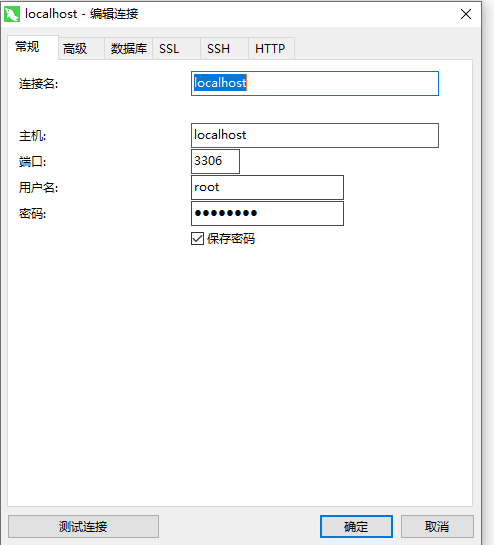 localhost - 编辑连接
常规 高级 数据库 SSL SSH HTTP
连接名: localhost
主机: localhost
端口: 3306
用户名: root
密码: ●●●●●●●●
保存密码
测试连接 确定 取消